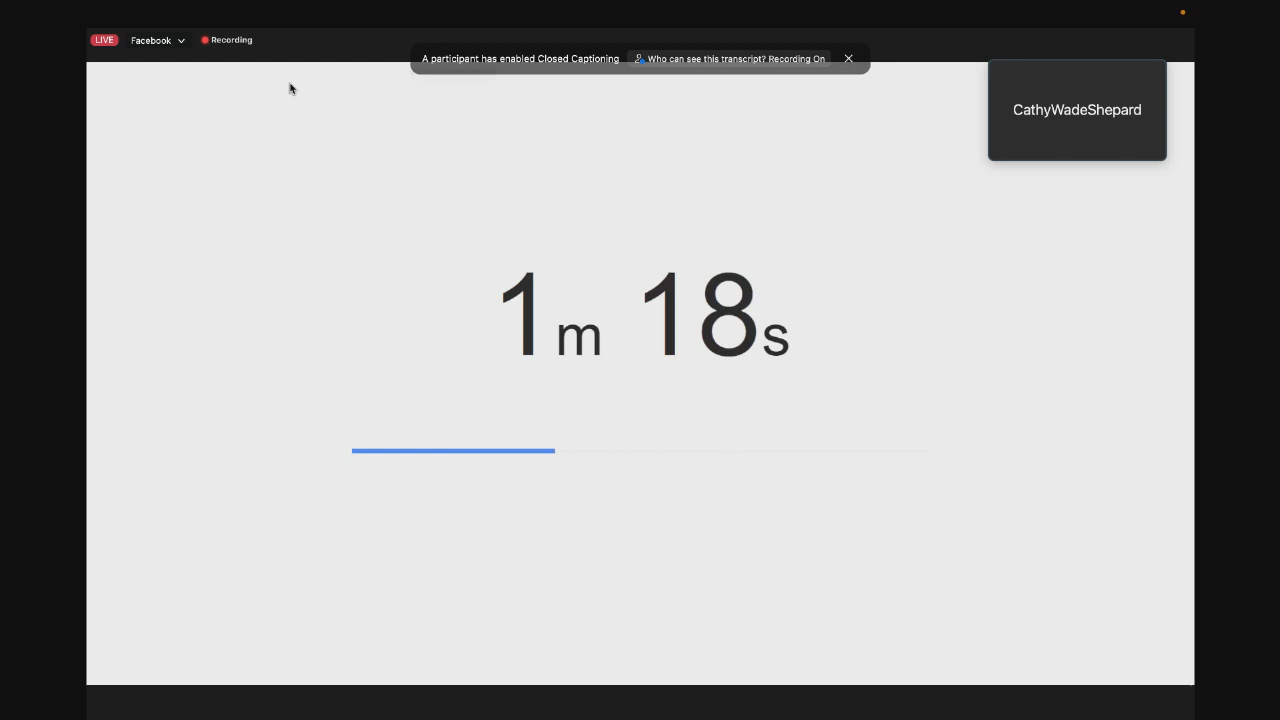 LIVE Facebook Recording
A participant has enabled Closed Captioning Who can see this transcript? Recording On
CathyWadeShepard
1m 18s